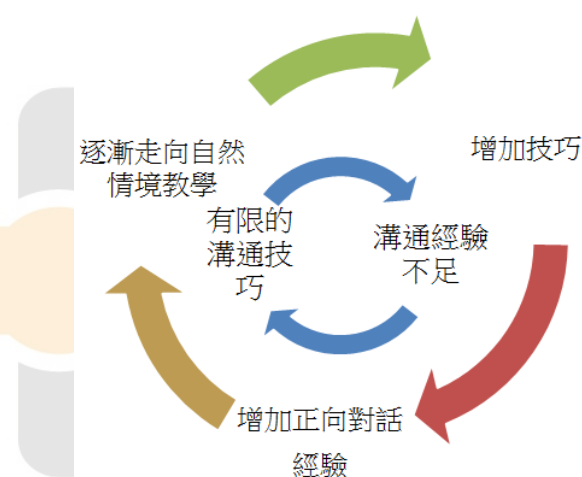 逐漸走向自然
情境教學
增加技巧
有限的
溝通技
巧
溝通經驗
不足
增加正向對話
經驗